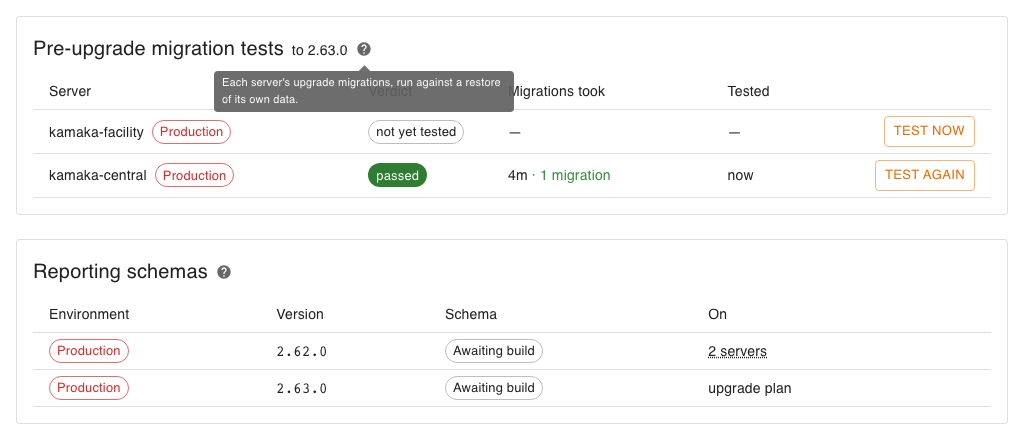 Pre-upgrade migration tests to 2.63.0 ?
Each server's upgrade migrations, run against a restore
of its own data.
Server Verdict Migrations took Tested
kamaka-facility Production not yet tested — — TEST NOW
kamaka-central Production passed 4m · 1 migration now TEST AGAIN
Reporting schemas ?
Environment Version Schema On
Production 2.62.0 Awaiting build 2 servers
Production 2.63.0 Awaiting build upgrade plan